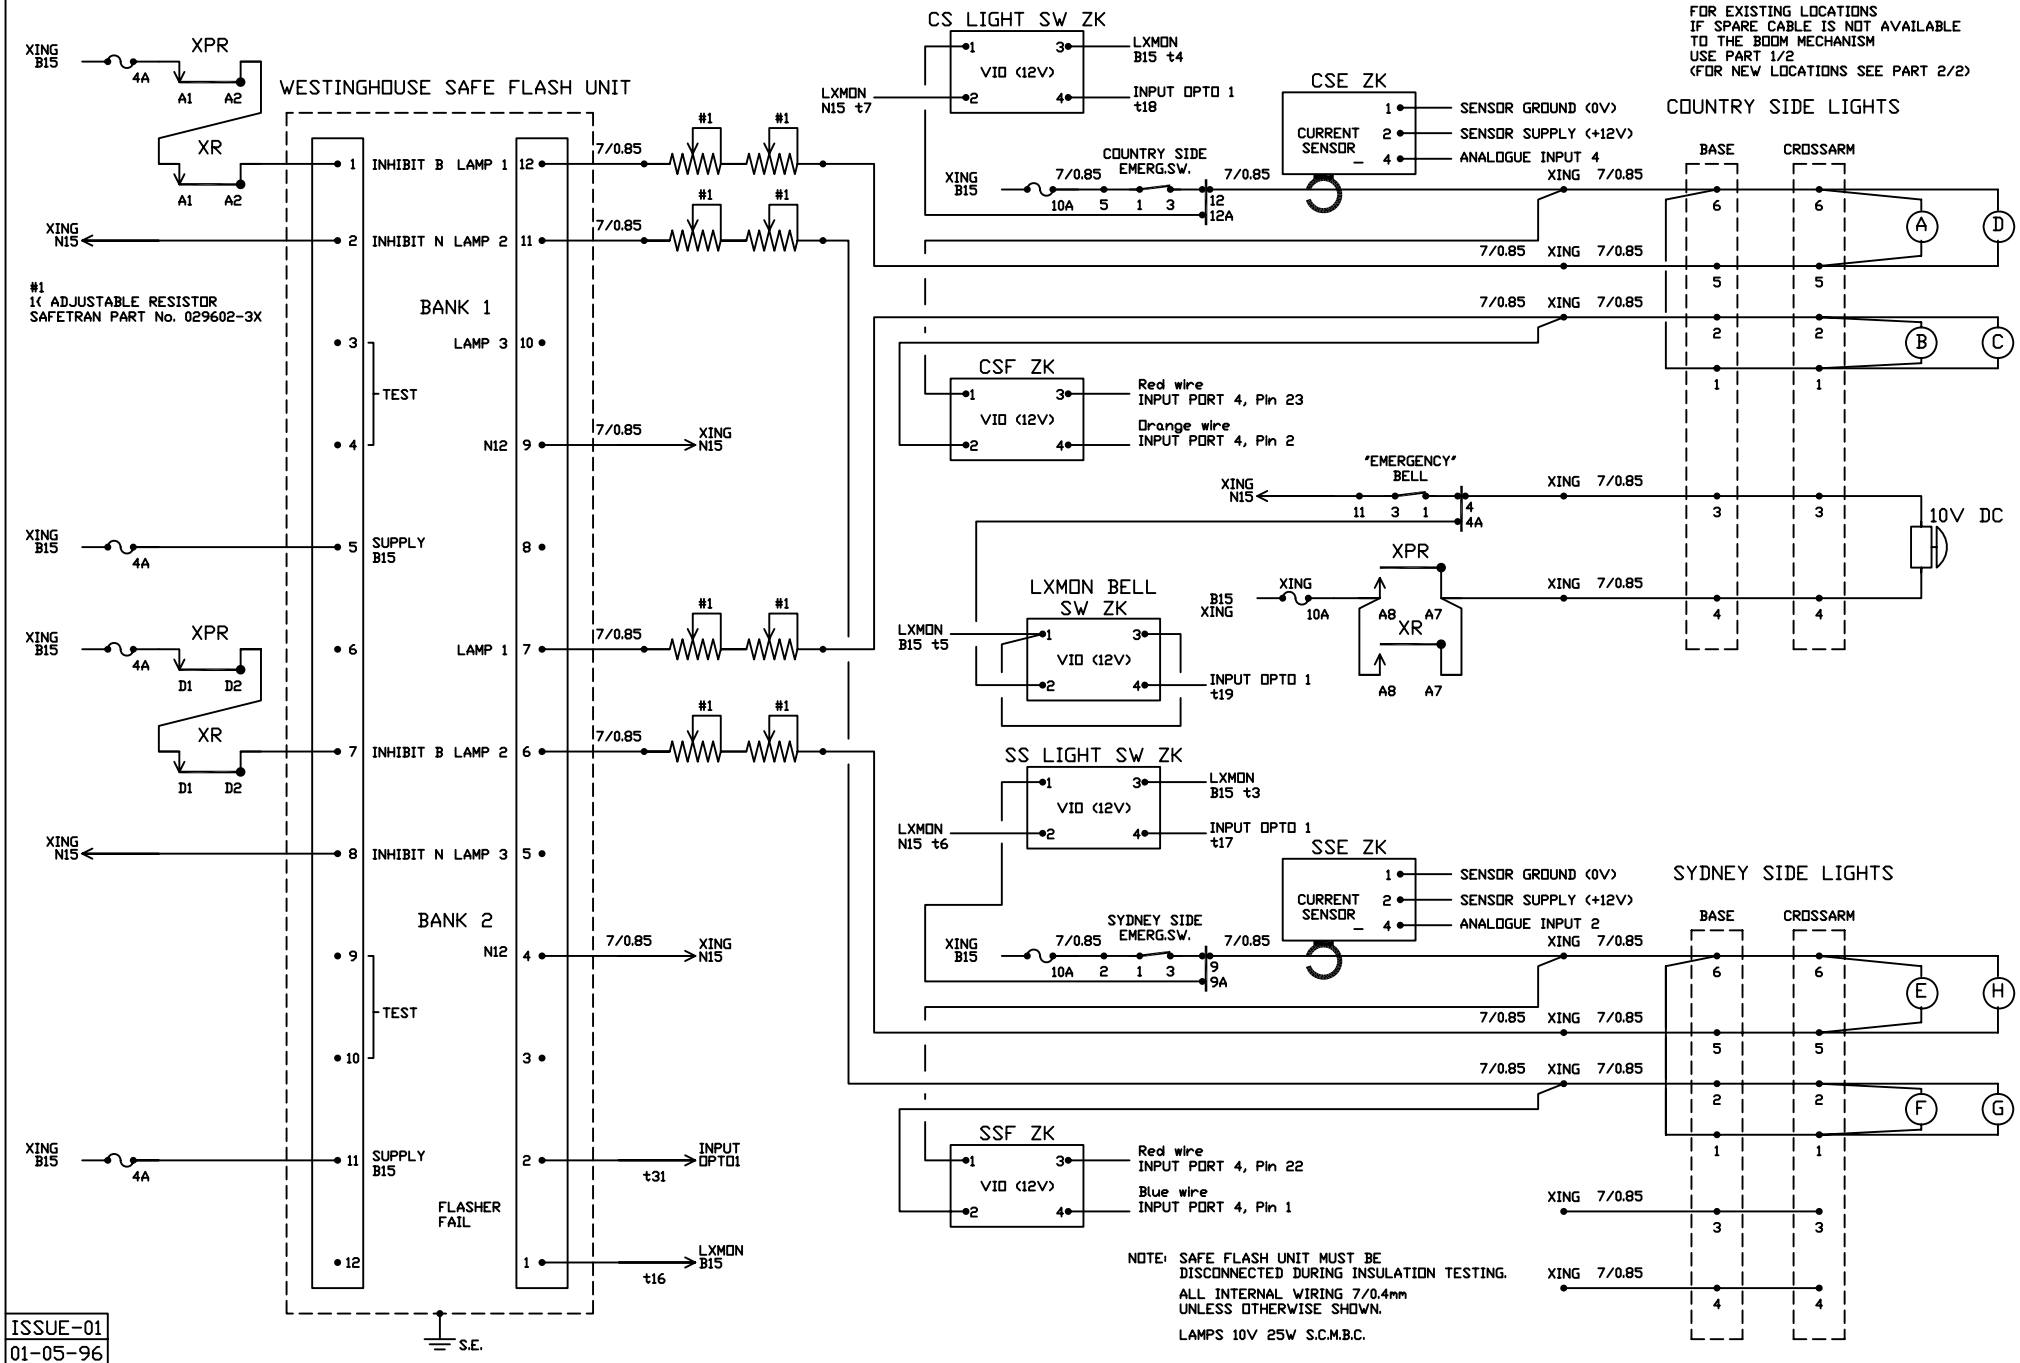 FOR EXISTING LOCATIONS
IF SPARE CABLE IS NOT AVAILABLE
TO THE BOOM MECHANISM
USE PART 1/2
(FOR NEW LOCATIONS SEE PART 2/2)
XING
B15
4A
XPR
A1 A2
XR
A1 A2
XING
N15
#1
1( ADJUSTABLE RESISTOR
SAFETRAN PART No. 029602-3X
XING
B15
4A
XING
B15
4A
XPR
D1 D2
XR
D1 D2
XING
N15
XING
B15
4A
ISSUE-01
01-05-96
WESTINGHOUSE SAFE FLASH UNIT
1 INHIBIT B LAMP 1 12
2 INHIBIT N LAMP 2 11
BANK 1
3 LAMP 3 10
TEST
4 N12 9
5 SUPPLY
B15
8
6 LAMP 1 7
7 INHIBIT B LAMP 2 6
8 INHIBIT N LAMP 3 5
BANK 2
9 N12 4
TEST
10 3
11 SUPPLY
B15
2
FLASHER
FAIL
12 1
S.E.
7/0.85 #1 #1
7/0.85 #1 #1
7/0.85 XING
N15
7/0.85 #1 #1
7/0.85 #1 #1
7/0.85 XING
N15
INPUT
OPTO1
t31
LXMON
B15
t16
CS LIGHT SW ZK
1 3
VIO (12V)
2 4
LXMON
B15 t4
INPUT OPTO 1
t18
LXMON
N15 t7
CSE ZK
CURRENT
SENSOR
1 SENSOR GROUND (0V)
2 SENSOR SUPPLY (+12V)
- 4 ANALOGUE INPUT 4
COUNTRY SIDE
EMERG.SW.
XING
B15
7/0.85
10A 5 1 3
12
12A
7/0.85
XING 7/0.85
7/0.85 XING 7/0.85
7/0.85 XING 7/0.85
COUNTRY SIDE LIGHTS
BASE CROSSARM
6 6
A D
5 5
2 2
B C
1 1
CSF ZK
1 3
VIO (12V)
2 4
Red wire
INPUT PORT 4, Pin 23
Orange wire
INPUT PORT 4, Pin 2
"EMERGENCY"
BELL
XING
N15
11 3 1
4
4A
XING 7/0.85
3 3
10V DC
XPR
B15
XING
XING
10A
A8 A7
XR
A8 A7
XING 7/0.85
4 4
LXMON BELL
SW ZK
1 3
VIO (12V)
2 4
LXMON
B15 t5
INPUT OPTO 1
t19
SS LIGHT SW ZK
1 3
VIO (12V)
2 4
LXMON
B15 t3
LXMON
N15 t6
INPUT OPTO 1
t17
SSE ZK
CURRENT
SENSOR
1 SENSOR GROUND (0V)
2 SENSOR SUPPLY (+12V)
- 4 ANALOGUE INPUT 2
SYDNEY SIDE
EMERG.SW.
XING
B15
7/0.85
10A 2 1 3
9
9A
7/0.85
XING 7/0.85
7/0.85 XING 7/0.85
7/0.85 XING 7/0.85
SYDNEY SIDE LIGHTS
BASE CROSSARM
6 6
E H
5 5
2 2
F G
1 1
XING 7/0.85
3 3
XING 7/0.85
4 4
SSF ZK
1 3
VIO (12V)
2 4
Red wire
INPUT PORT 4, Pin 22
Blue wire
INPUT PORT 4, Pin 1
NOTE: SAFE FLASH UNIT MUST BE
DISCONNECTED DURING INSULATION TESTING.
ALL INTERNAL WIRING 7/0.4mm
UNLESS OTHERWISE SHOWN.
LAMPS 10V 25W S.C.M.B.C.